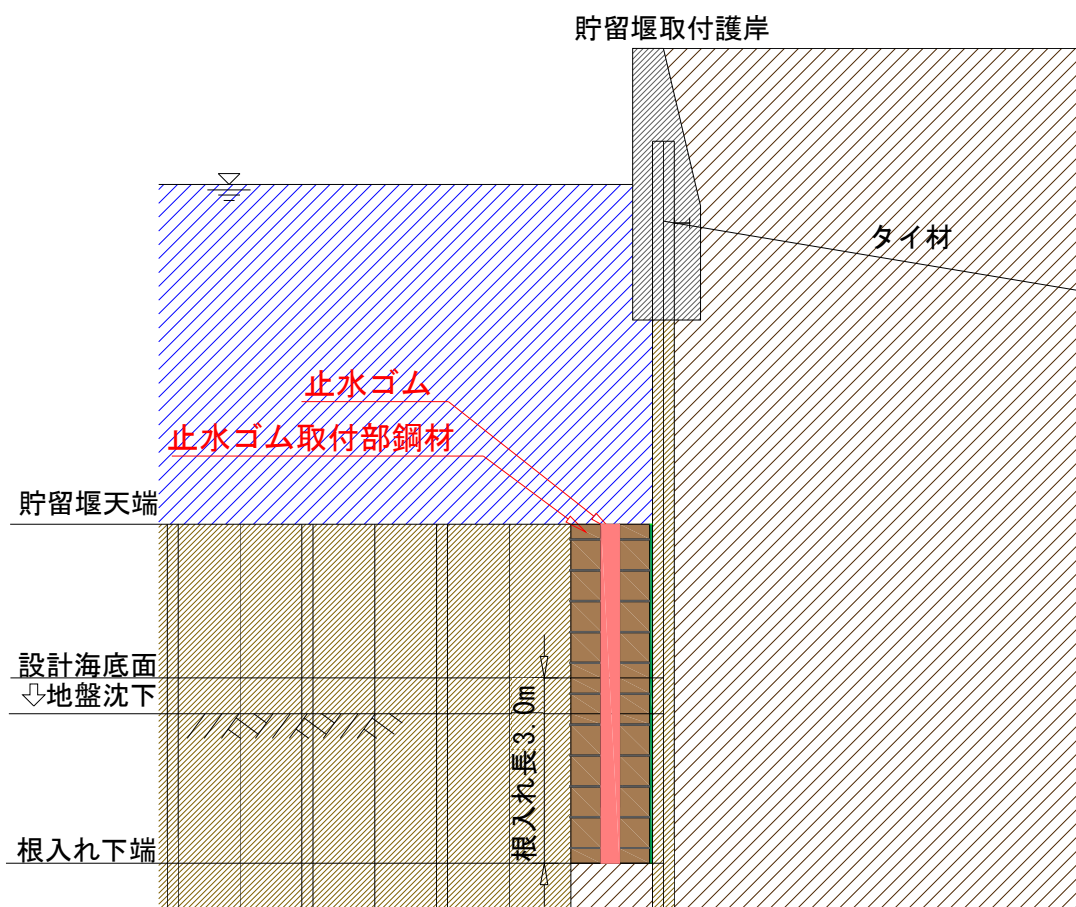 貯留堰取付護岸
タイ材
止水ゴム
止水ゴム取付部鋼材
貯留堰天端
設計海底面
⇩地盤沈下
根入れ長3.0m
根入れ下端